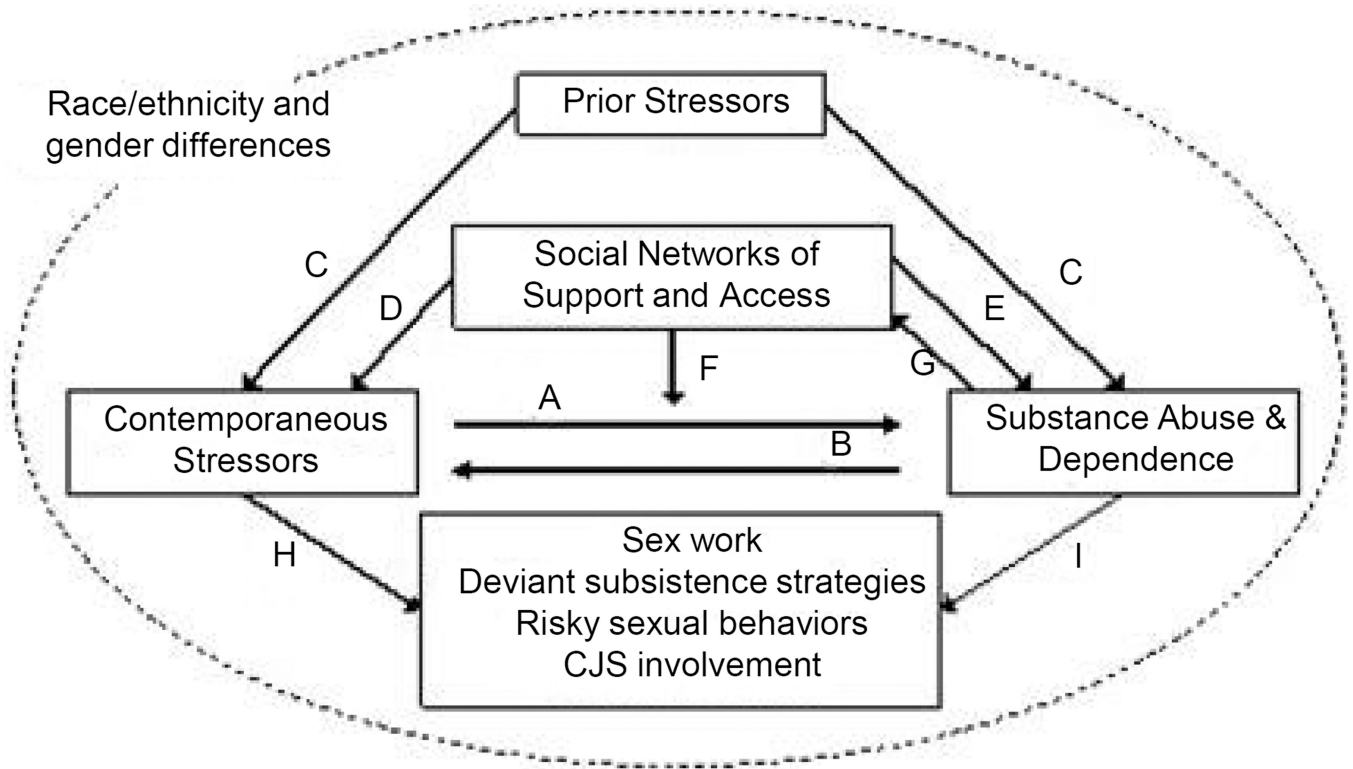 Race/ethnicity and
gender differences
Prior Stressors
C
C
Social Networks of
Support and Access
D
E
F
G
Contemporaneous
Stressors
A
B
Substance Abuse &
Dependence
H
I
Sex work
Deviant subsistence strategies
Risky sexual behaviors
CJS involvement